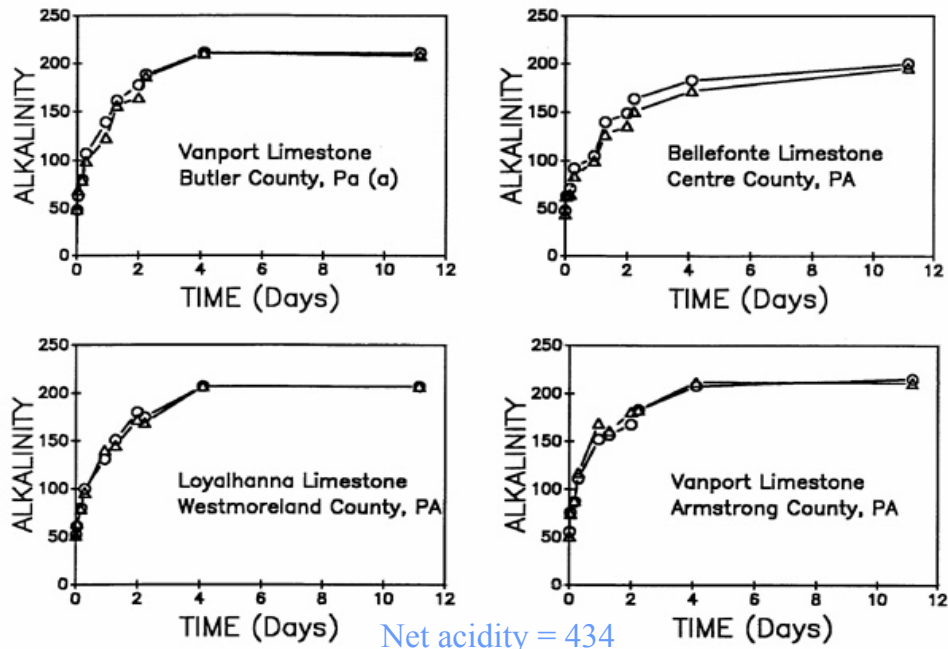 250
200
150
100
50
0
ALKALINITY
Vanport Limestone
Butler County, Pa (a)
0 2 4 6 8 10 12
TIME (Days)
250
200
150
100
50
0
ALKALINITY
Bellefonte Limestone
Centre County, PA
0 2 4 6 8 10 12
TIME (Days)
250
200
150
100
50
0
ALKALINITY
Loyalhanna Limestone
Westmoreland County, PA
0 2 4 6 8 10 12
TIME (Days)
250
200
150
100
50
0
ALKALINITY
Vanport Limestone
Armstrong County, PA
0 2 4 6 8 10 12
TIME (Days)
Net acidity = 434